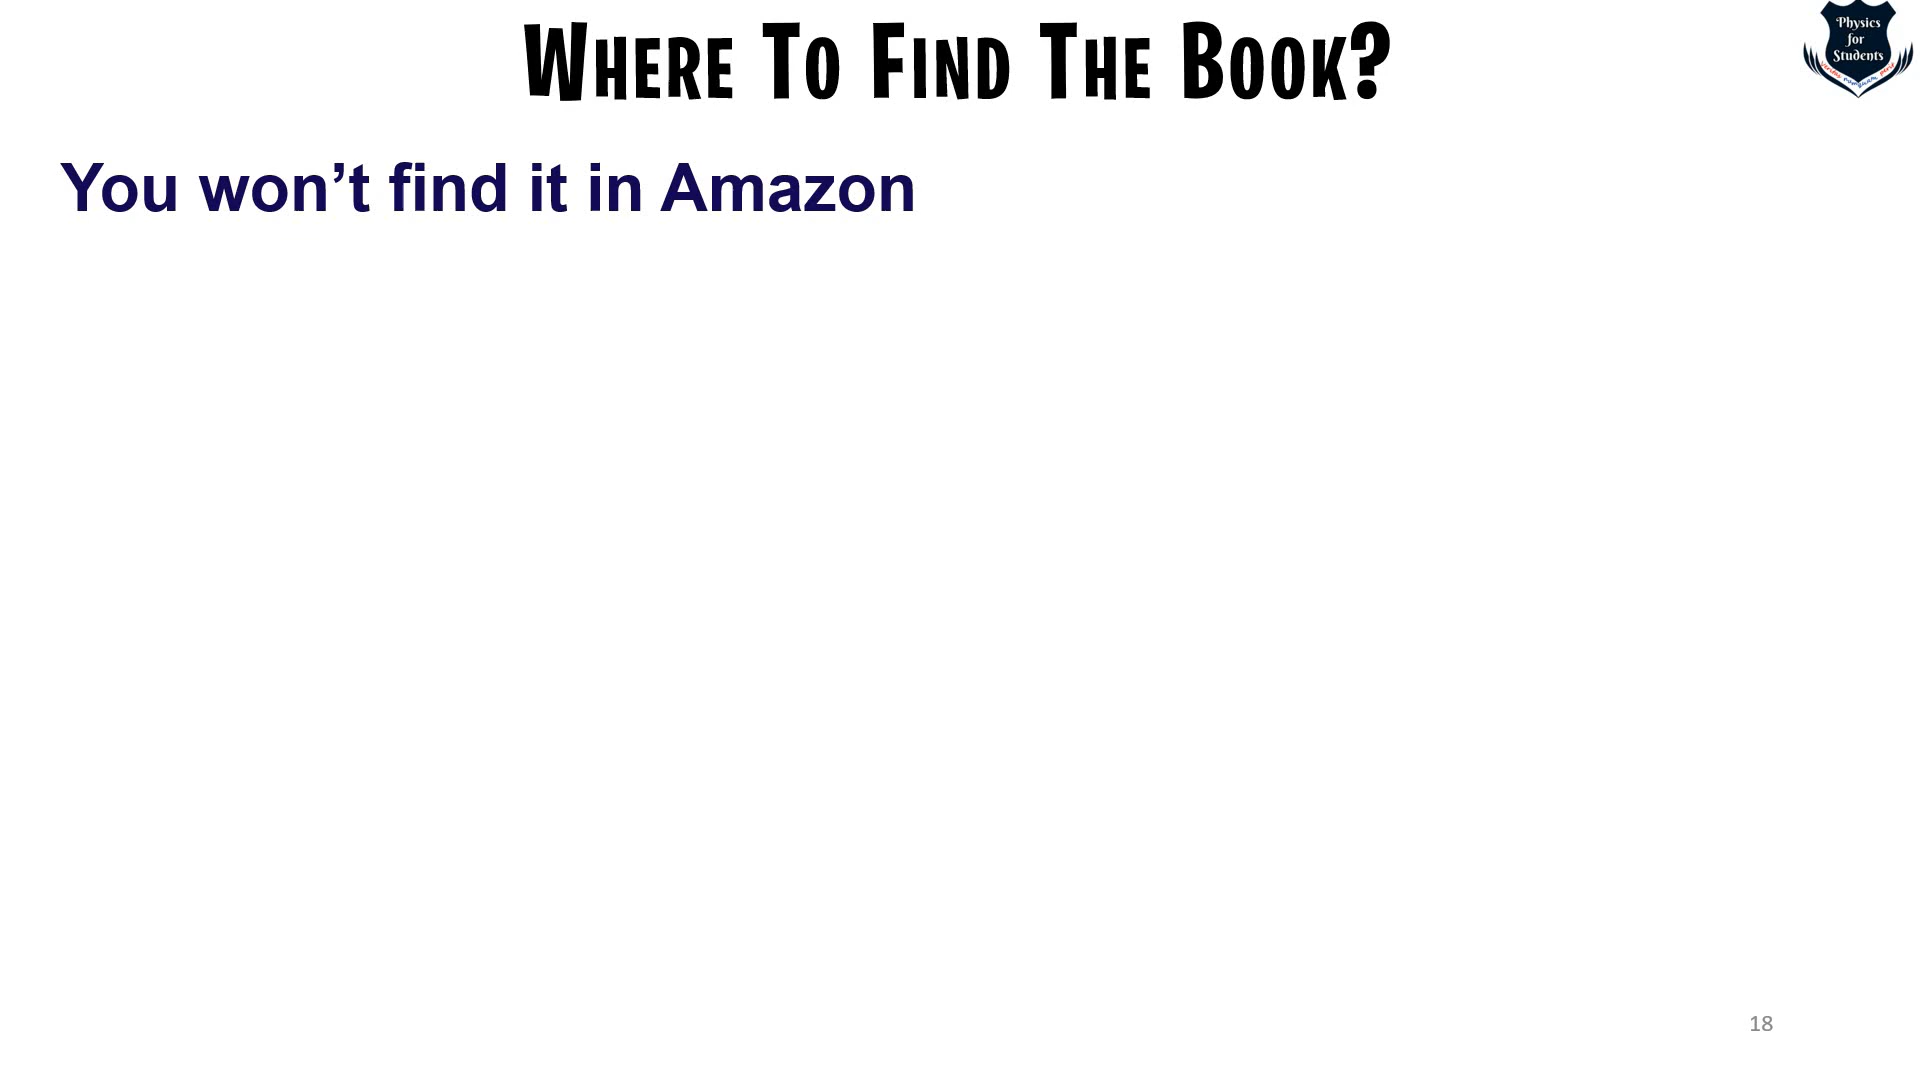 Where To Find The Book?
Physics
for
Students
You won’t find it in Amazon
18